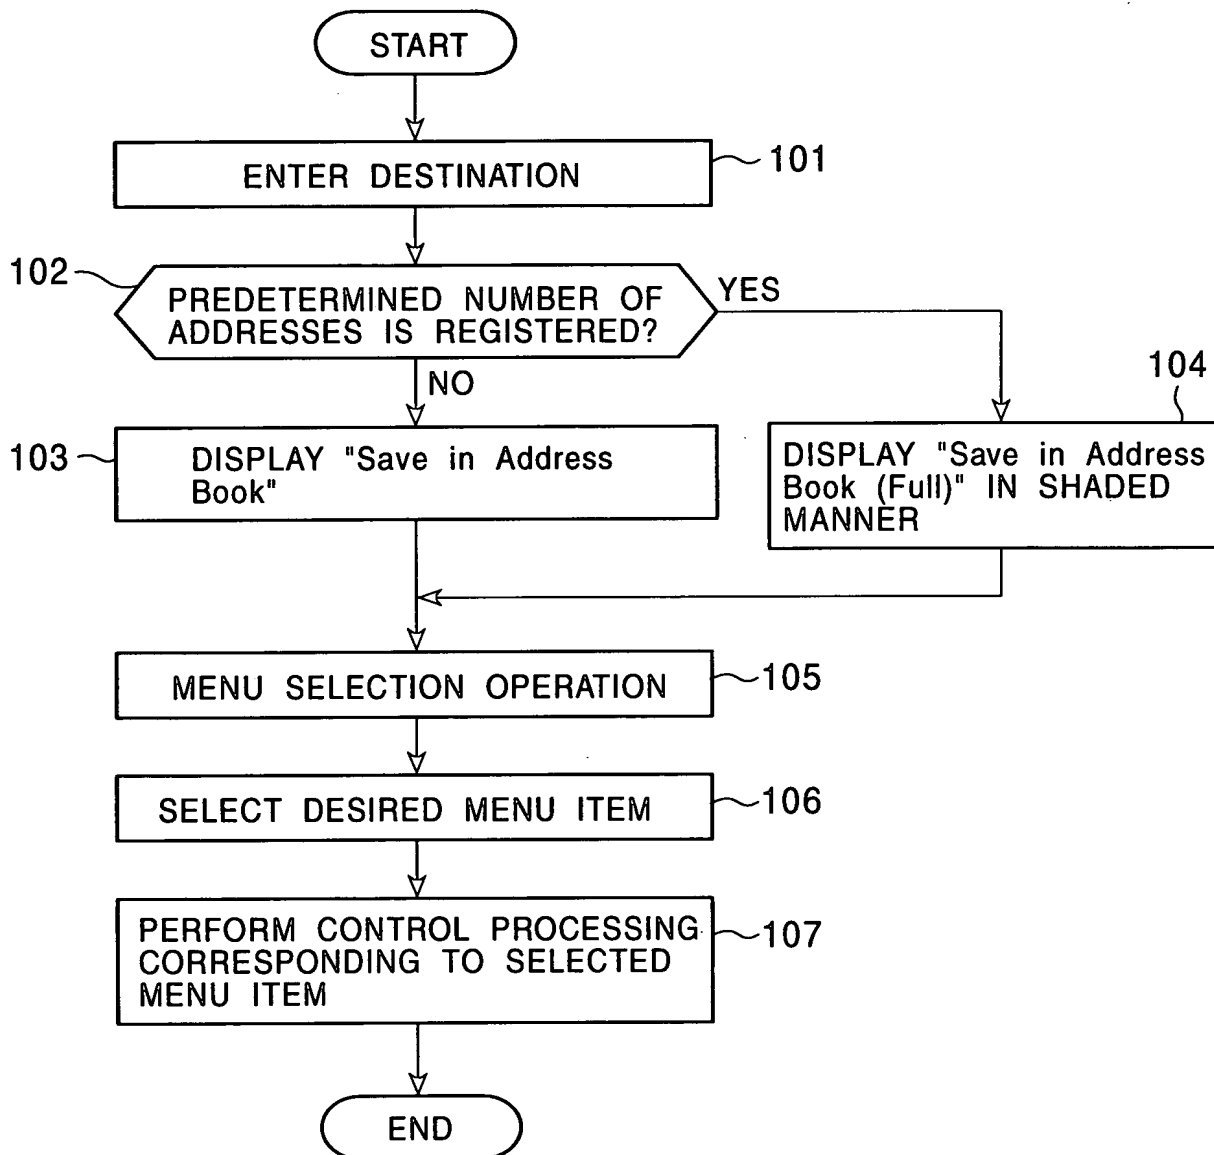 START
ENTER DESTINATION
101
102
PREDETERMINED NUMBER OF
ADDRESSES IS REGISTERED?
YES
NO
103
DISPLAY "Save in Address
Book"
104
DISPLAY "Save in Address
Book (Full)" IN SHADED
MANNER
MENU SELECTION OPERATION
105
SELECT DESIRED MENU ITEM
106
PERFORM CONTROL PROCESSING
CORRESPONDING TO SELECTED
MENU ITEM
107
END